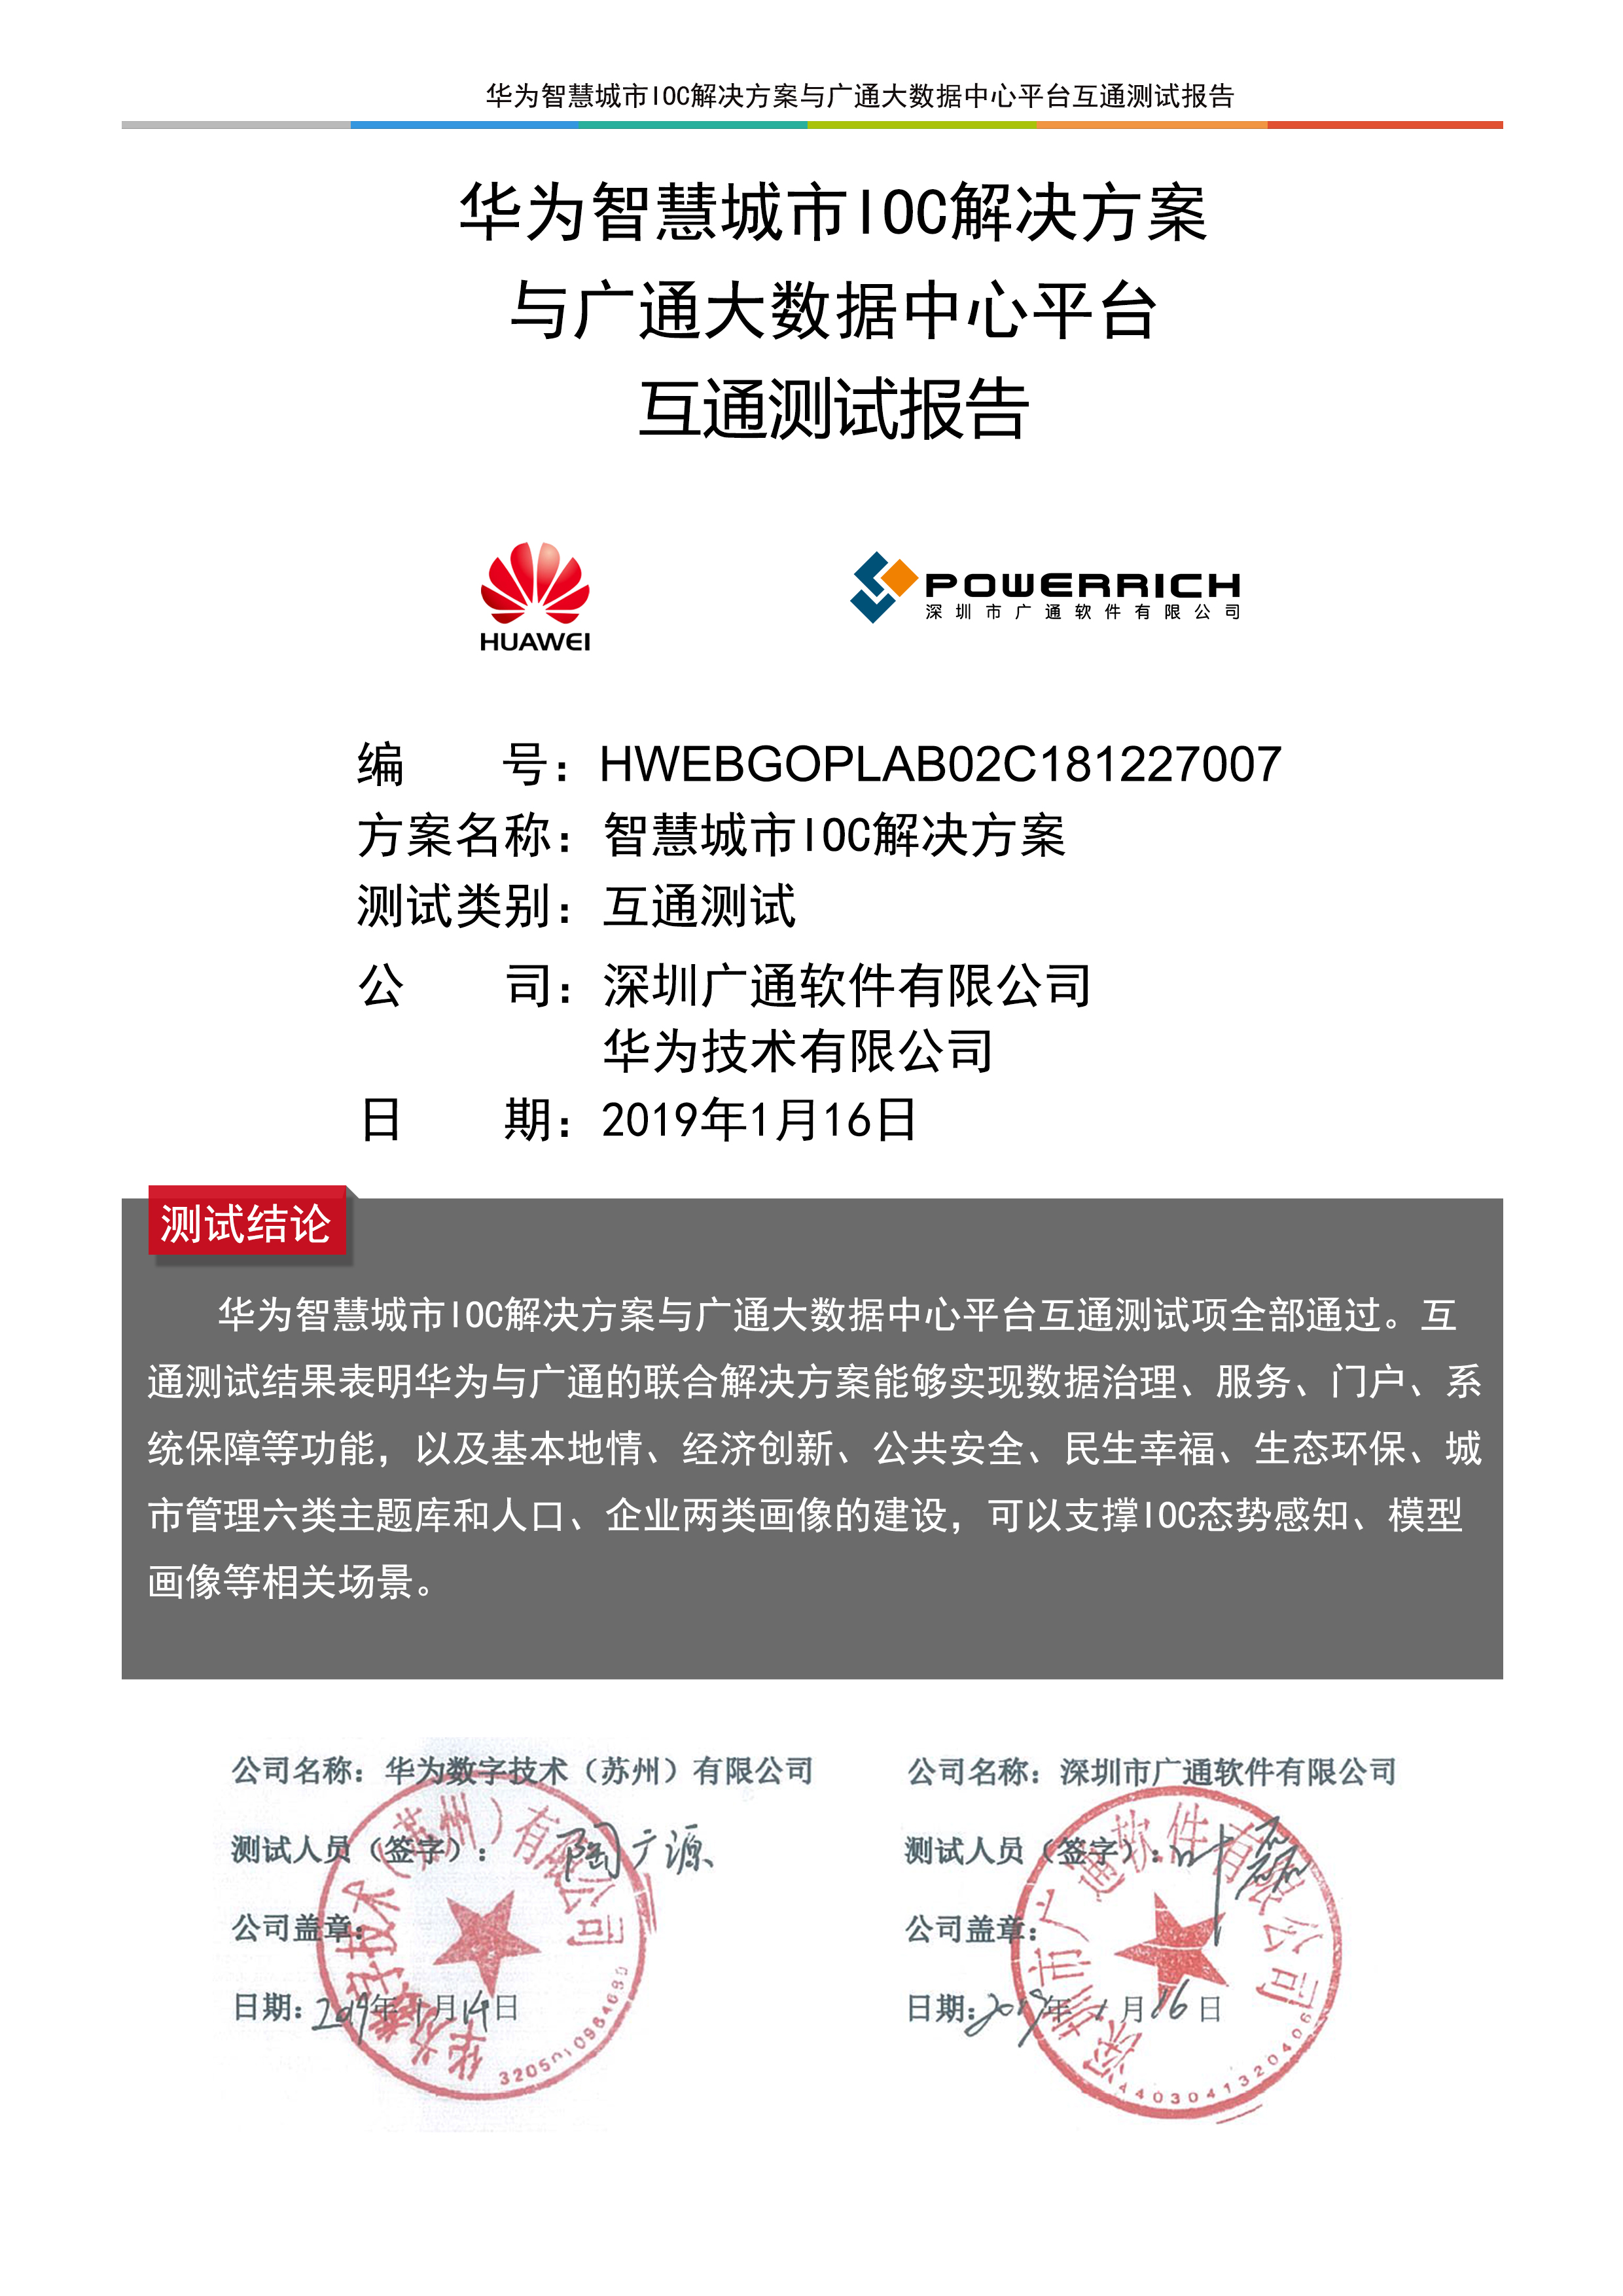 华为智慧城市IOC解决方案与广通大数据中心平台互通测试报告
华为智慧城市IOC解决方案
与广通大数据中心平台
互通测试报告
HUAWEI
POWERRICH
深圳市广通软件有限公司
编 号：HWEBGOPLAB02C181227007
方案名称：智慧城市IOC解决方案
测试类别：互通测试
公 司：深圳广通软件有限公司
华为技术有限公司
日 期：2019年1月16日
测试结论
华为智慧城市IOC解决方案与广通大数据中心平台互通测试项全部通过。互
通测试结果表明华为与广通的联合解决方案能够实现数据治理、服务、门户、系
统保障等功能，以及基本地情、经济创新、公共安全、民生幸福、生态环保、城
市管理六类主题库和人口、企业两类画像的建设，可以支撑IOC态势感知、模型
画像等相关场景。
公司名称：华为数字技术（苏州）有限公司
测试人员（签字）：陶广源
公司盖章：
日期：2019年1月14日
华为数字技术（苏州）有限公司
公司名称：深圳市广通软件有限公司
测试人员（签字）：叶磊
公司盖章：
日期：2019年1月16日
深圳市广通软件有限公司